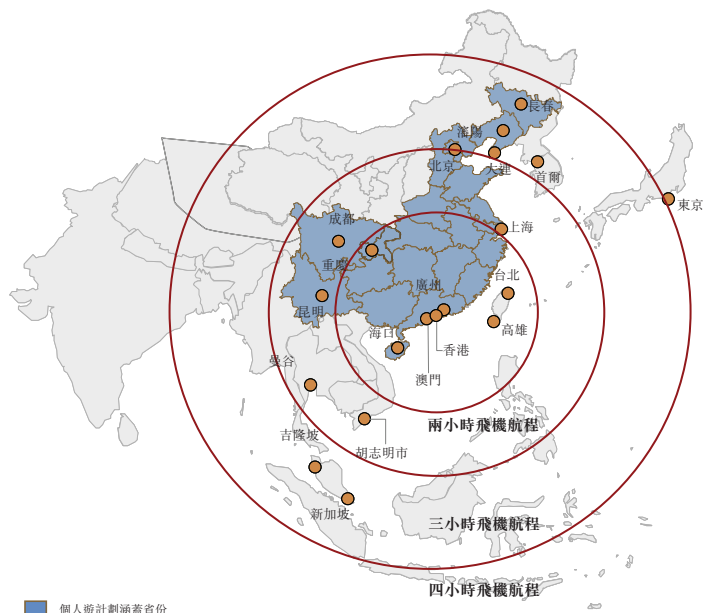 長春
瀋陽
北京
大連
首爾
東京
成都
上海
重慶
台北
廣州
昆明
海口
高雄
香港
曼谷
澳門
兩小時飛機航程
吉隆坡
胡志明市
新加坡
三小時飛機航程
四小時飛機航程
個人遊計劃涵蓋省份